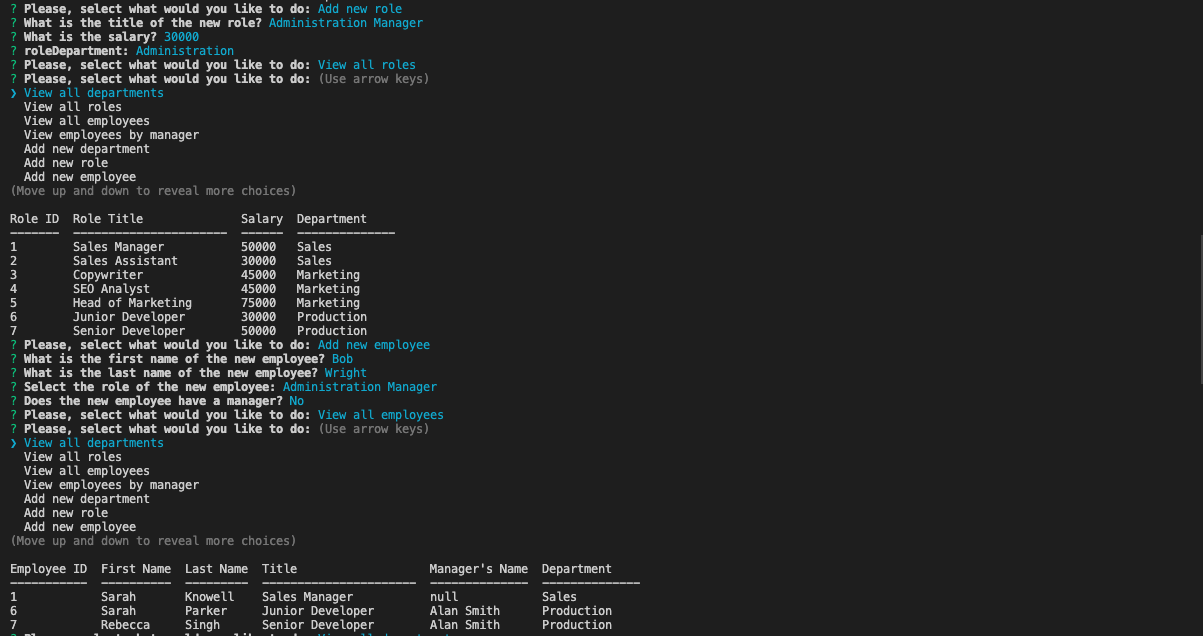 ? Please, select what would you like to do: Add new role
? What is the title of the new role? Administration Manager
? What is the salary? 30000
? roleDepartment: Administration
? Please, select what would you like to do: View all roles
? Please, select what would you like to do: (Use arrow keys)
❯ View all departments
View all roles
View all employees
View employees by manager
Add new department
Add new role
Add new employee
(Move up and down to reveal more choices)
Role ID Role Title Salary Department
1 Sales Manager 50000 Sales
2 Sales Assistant 30000 Sales
3 Copywriter 45000 Marketing
4 SEO Analyst 45000 Marketing
5 Head of Marketing 75000 Marketing
6 Junior Developer 30000 Production
7 Senior Developer 50000 Production
? Please, select what would you like to do: Add new employee
? What is the first name of the new employee? Bob
? What is the last name of the new employee? Wright
? Select the role of the new employee: Administration Manager
? Does the new employee have a manager? No
? Please, select what would you like to do: View all employees
? Please, select what would you like to do: (Use arrow keys)
❯ View all departments
View all roles
View all employees
View employees by manager
Add new department
Add new role
Add new employee
(Move up and down to reveal more choices)
Employee ID First Name Last Name Title Manager's Name Department
1 Sarah Knowell Sales Manager null Sales
6 Sarah Parker Junior Developer Alan Smith Production
7 Rebecca Singh Senior Developer Alan Smith Production